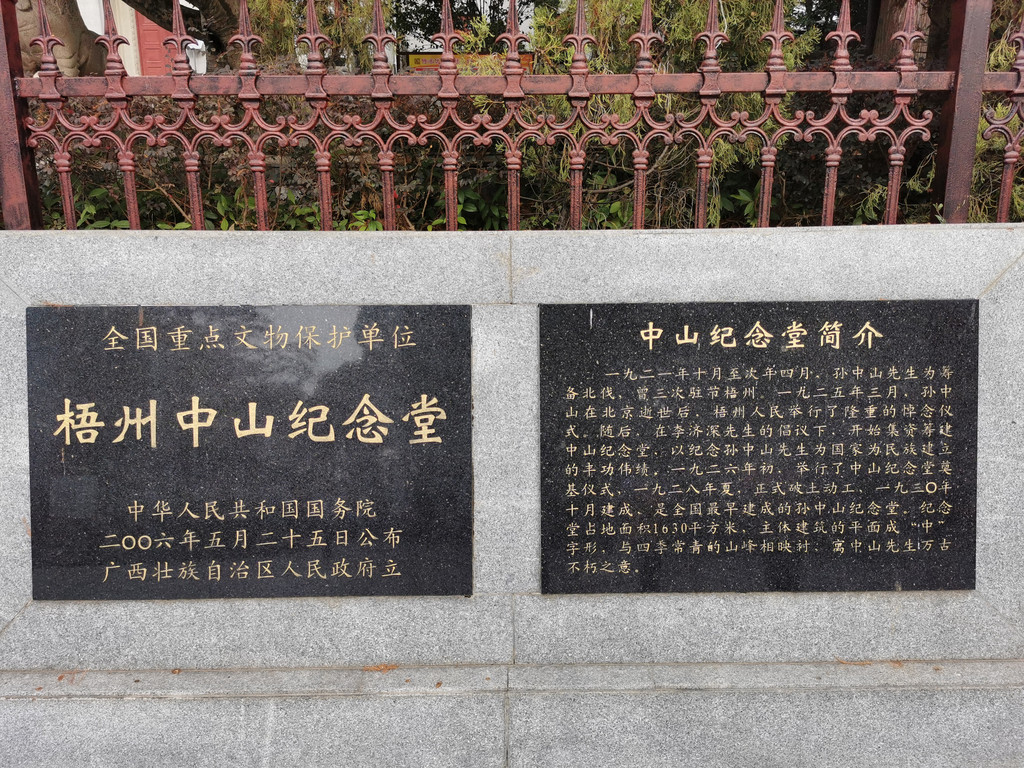 全国重点文物保护单位
梧州中山纪念堂
中华人民共和国国务院
二〇〇六年五月二十五日公布
广西壮族自治区人民政府立
中山纪念堂简介
一九二一年十月至次年四月，孙中山先生为筹
备北伐，曾三次驻节梧州。一九二五年三月，孙中
山在北京逝世后，梧州人民举行了隆重的悼念仪
式。随后，在李济深先生的倡议下，开始集资筹建
中山纪念堂，以纪念孙中山先生为国家为民族建立
的丰功伟绩。一九二六年初，举行了中山纪念堂奠
基仪式，一九二八年夏，正式破土动工，一九三〇年
十月建成，是全国最早建成的孙中山纪念堂。纪念
堂占地面积1630平方米，主体建筑的平面成“中”
字形，与四季常青的山峰相映衬，寓中山先生万古
不朽之意。